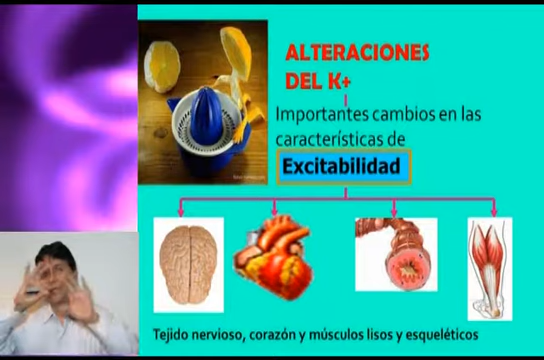 ALTERACIONES
DEL K+
Importantes cambios en las
características de
Excitabilidad
Tejido nervioso, corazón y músculos lisos y esqueléticos